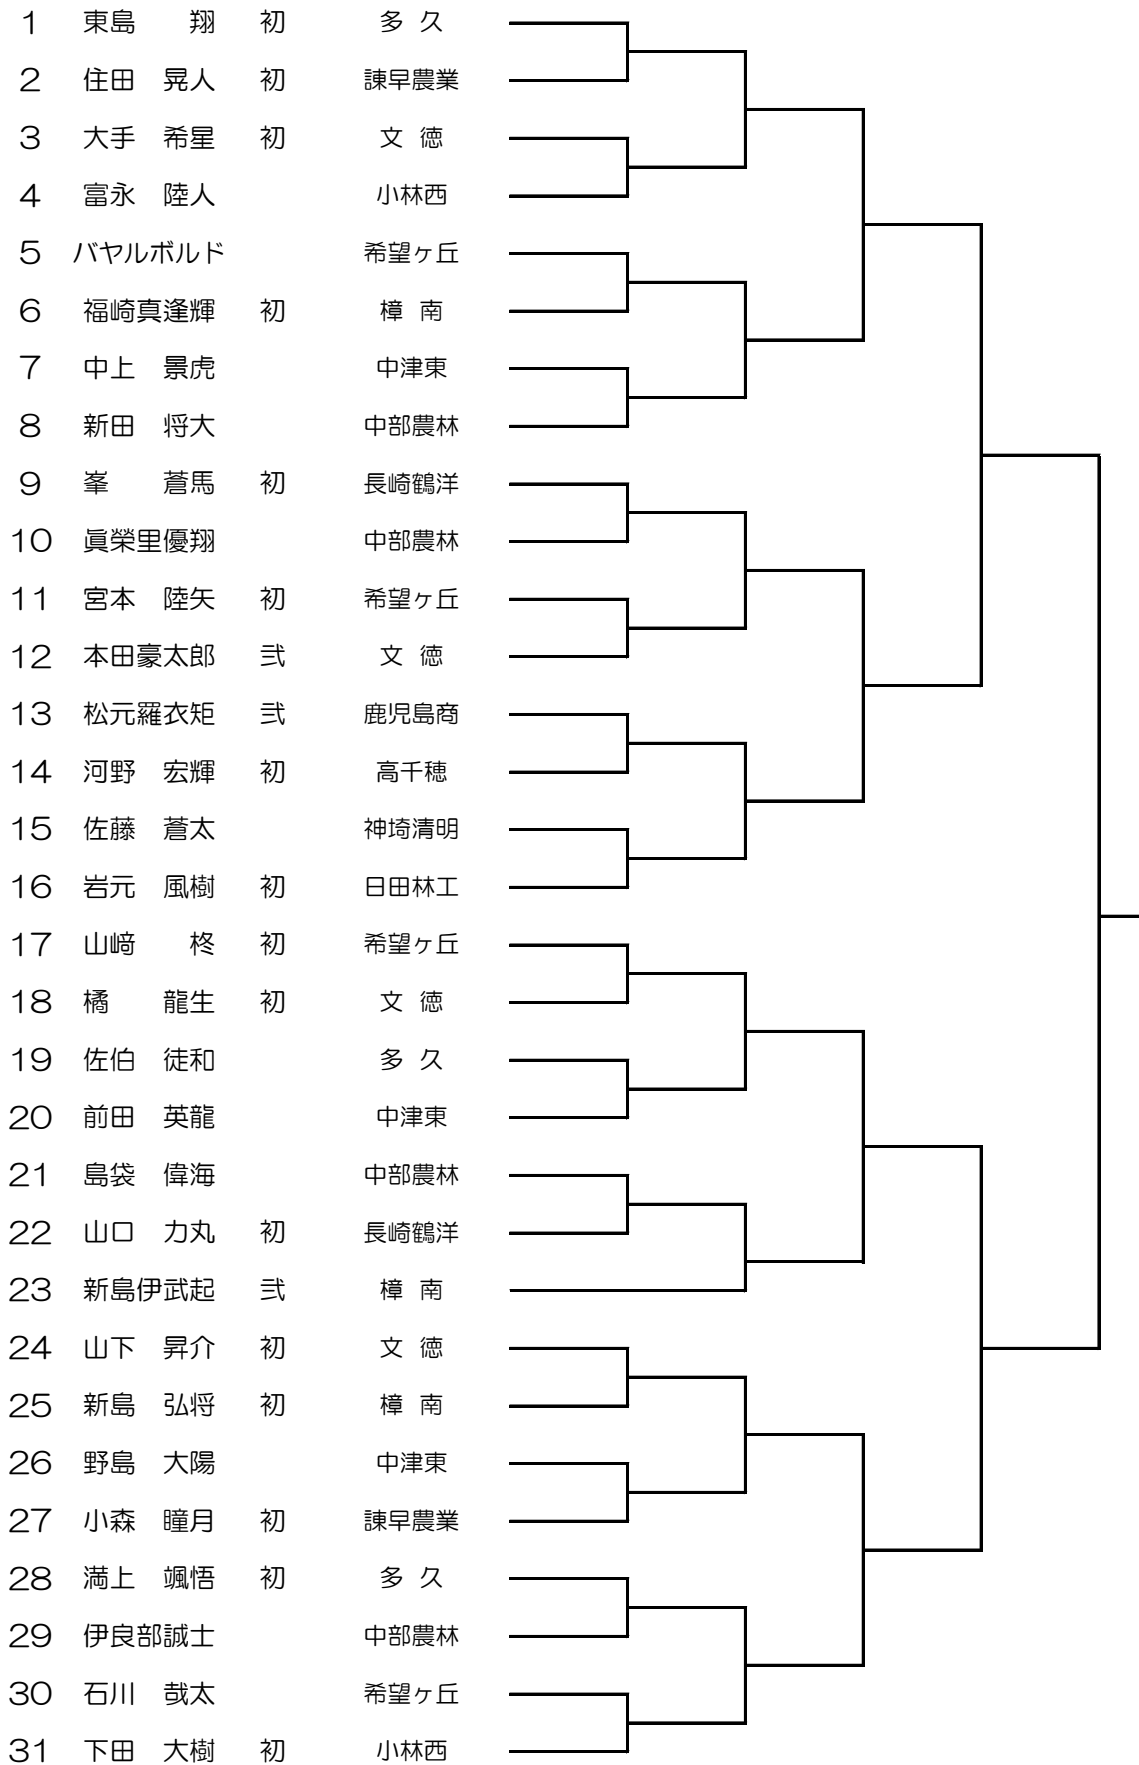 1 東島　　翔 初 多 久
2 住田　晃人 初 諫早農業
3 大手　希星 初 文 徳
4 富永　陸人 小林西
5 バヤルボルド 希望ヶ丘
6 福崎真逢輝 初 樟 南
7 中上　景虎 中津東
8 新田　将大 中部農林
9 峯　　蒼馬 初 長崎鶴洋
10 眞榮里優翔 中部農林
11 宮本　陸矢 初 希望ヶ丘
12 本田豪太郎 弐 文 徳
13 松元羅衣矩 弐 鹿児島商
14 河野　宏輝 初 高千穂
15 佐藤　蒼太 神埼清明
16 岩元　風樹 初 日田林工
17 山﨑　　柊 初 希望ヶ丘
18 橘　　龍生 初 文 徳
19 佐伯　徒和 多 久
20 前田　英龍 中津東
21 島袋　偉海 中部農林
22 山口　力丸 初 長崎鶴洋
23 新島伊武起 弐 樟 南
24 山下　昇介 初 文 徳
25 新島　弘将 初 樟 南
26 野島　大陽 中津東
27 小森　瞳月 初 諫早農業
28 満上　颯悟 初 多 久
29 伊良部誠士 中部農林
30 石川　哉太 希望ヶ丘
31 下田　大樹 初 小林西